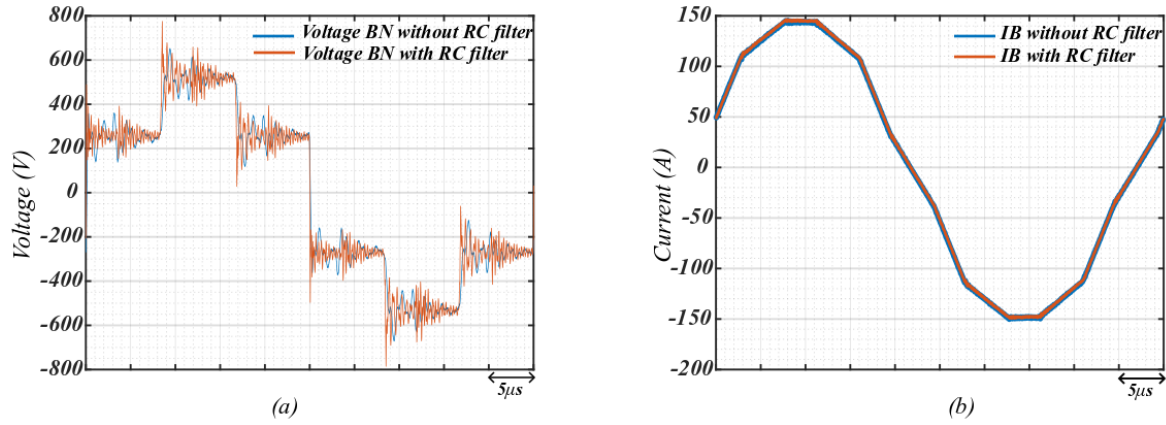 800
600
400
200
0
-200
-400
-600
-800
Voltage (V)
Voltage BN without RC filter
Voltage BN with RC filter
5μs
(a)
150
100
50
0
-50
-100
-150
-200
Current (A)
IB without RC filter
IB with RC filter
5μs
(b)